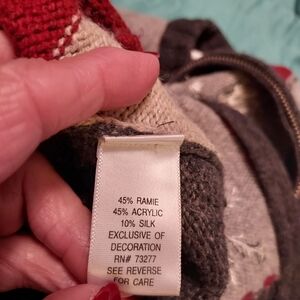 45% RAMIE
45% ACRYLIC
10% SILK
EXCLUSIVE OF
DECORATION
RN# 73277
SEE REVERSE
FOR CARE